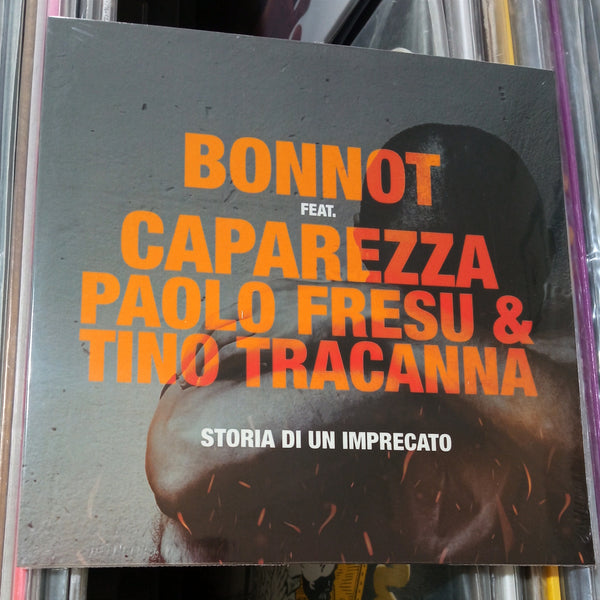 BONNOT
FEAT.
CAPAREZZA
PAOLO FRESU &
TINO TRACANNA
STORIA DI UN IMPRECATO